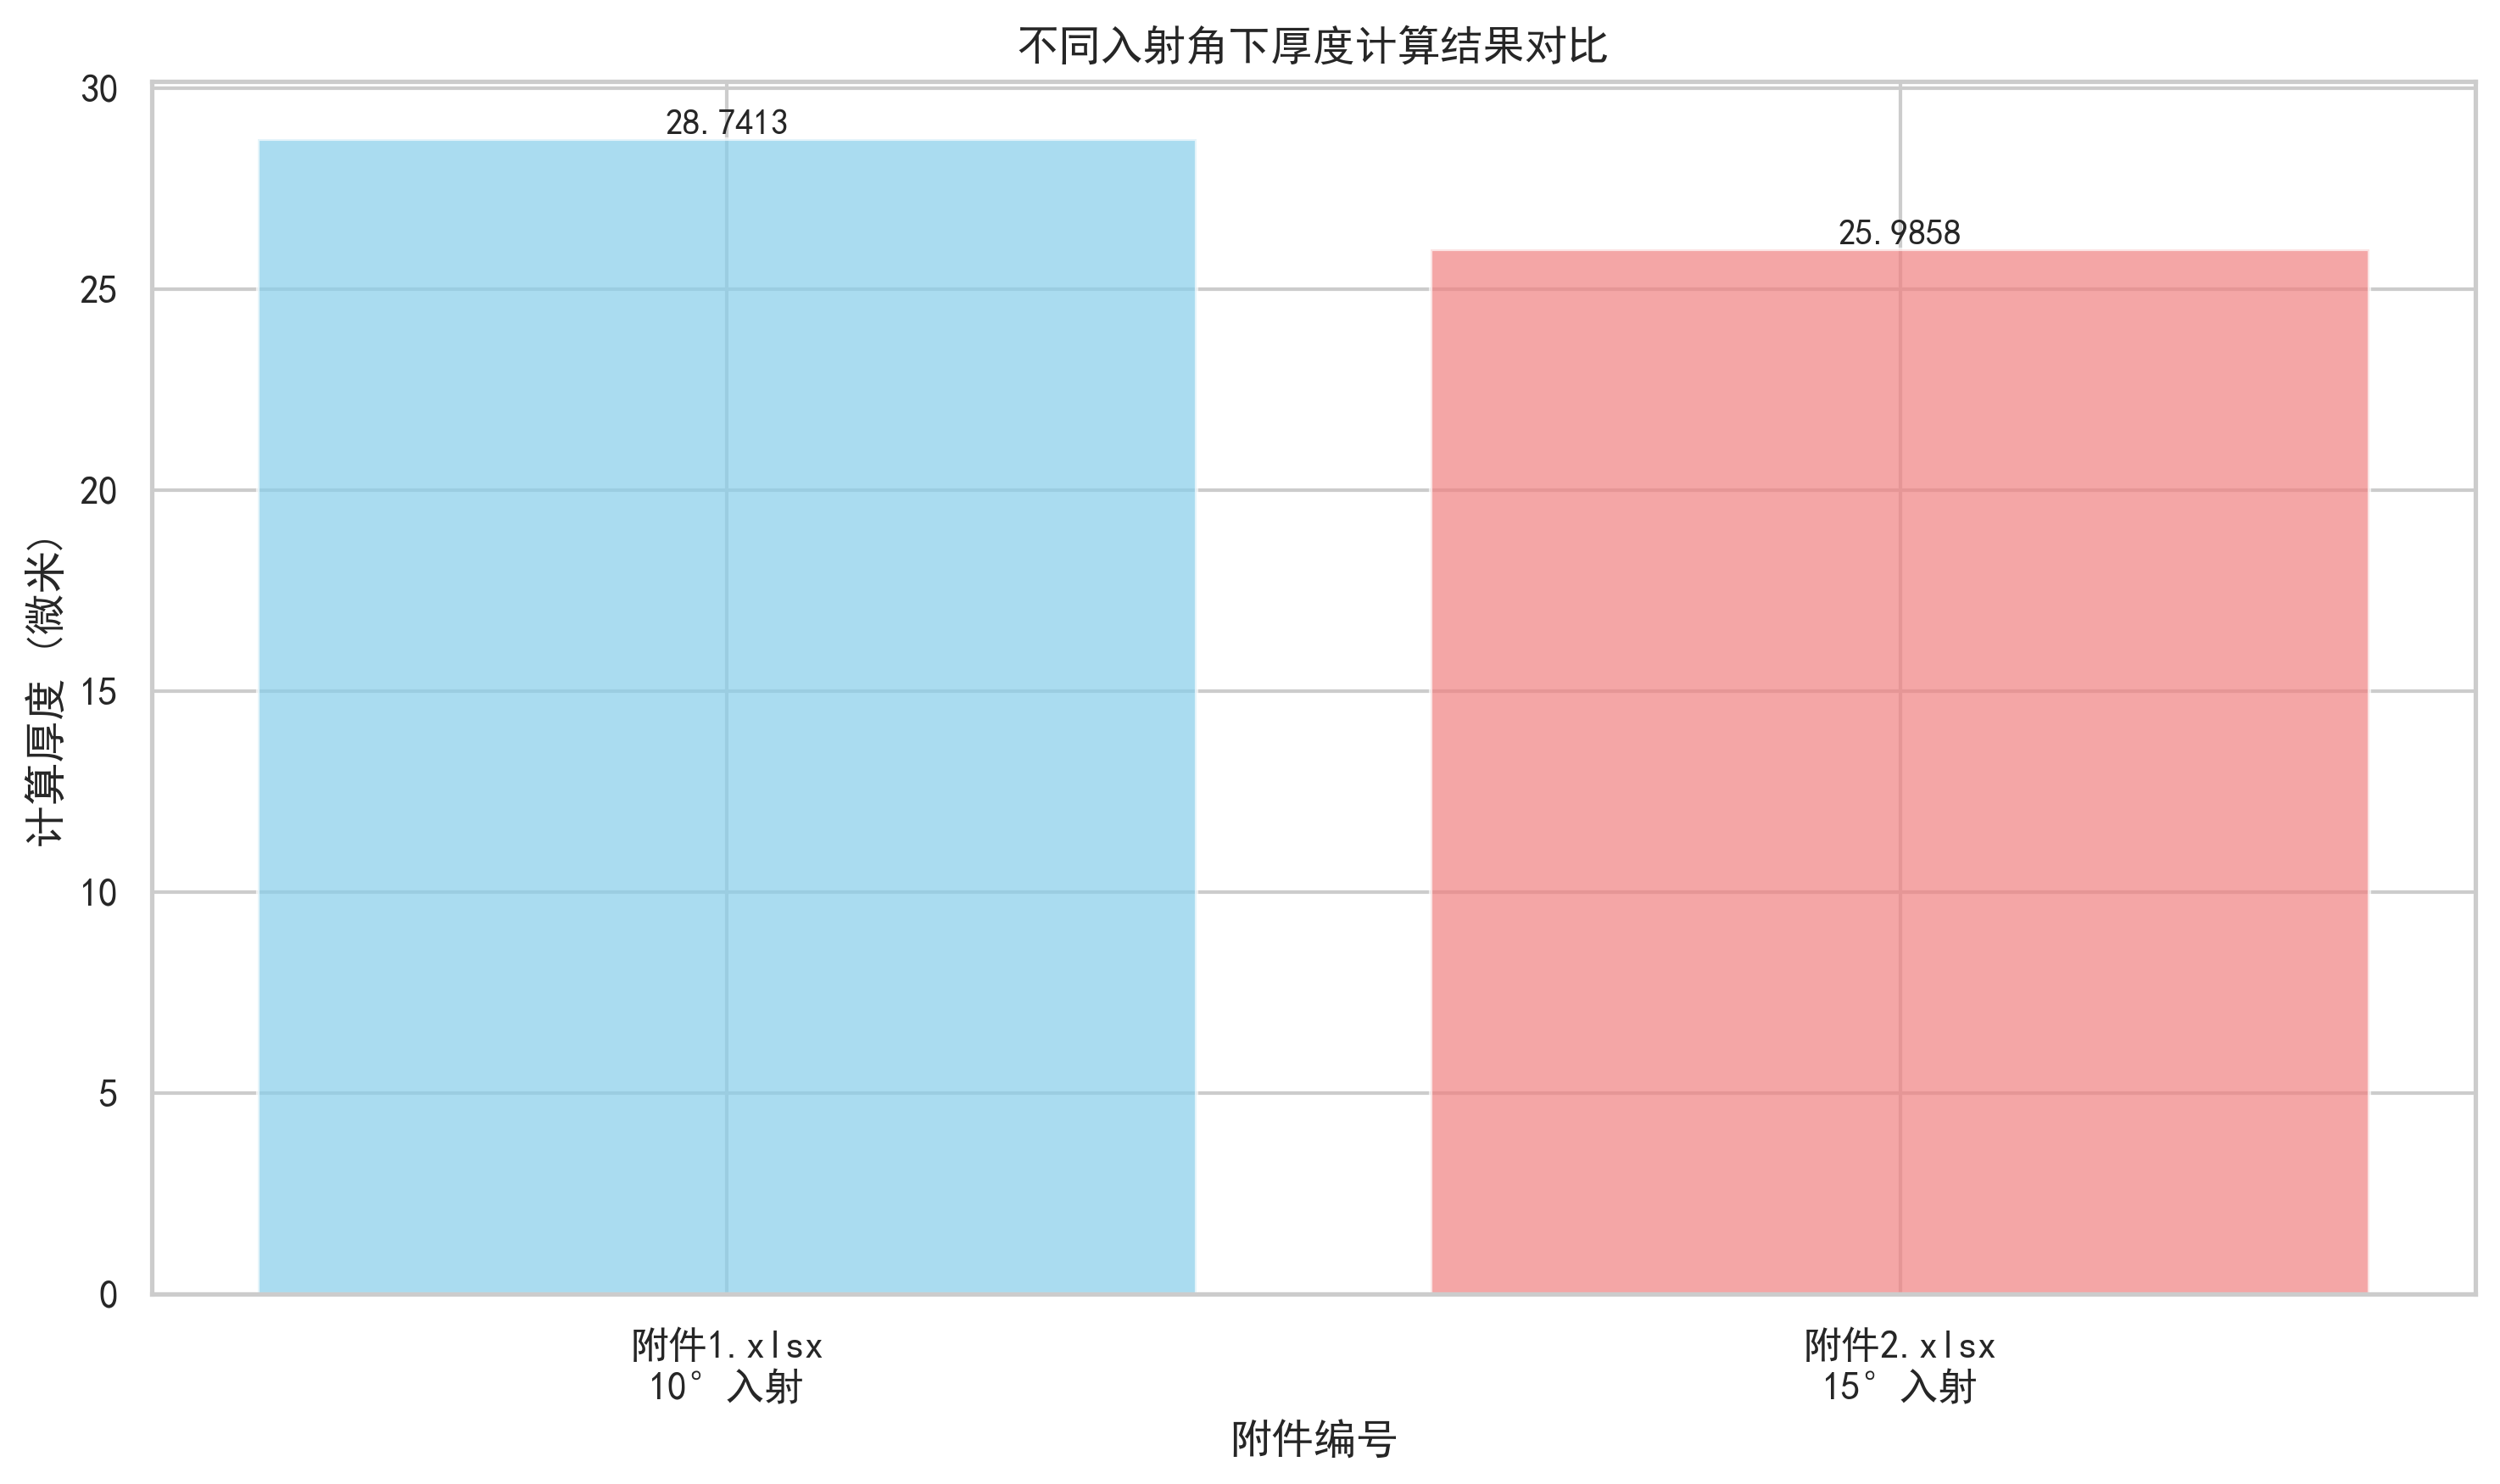 不同入射角下厚度计算结果对比
30
25
20
15
10
5
0
计算厚度 (微米)
28.7413
25.9858
附件1.xlsx
10° 入射
附件2.xlsx
15° 入射
附件编号